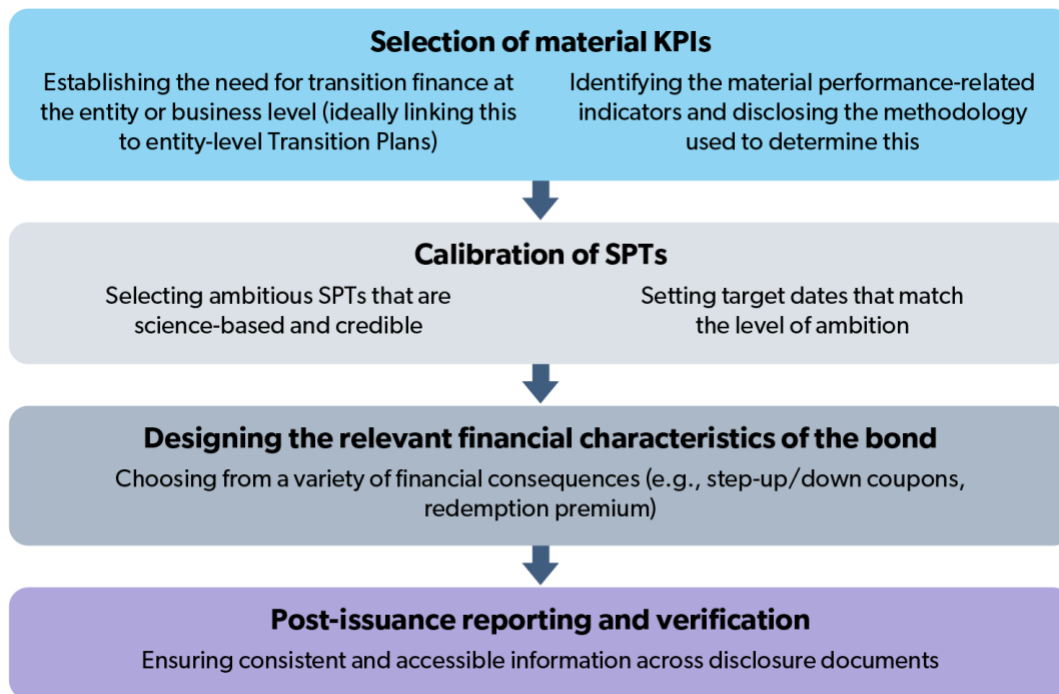 Selection of material KPIs
Establishing the need for transition finance at
the entity or business level (ideally linking this
to entity-level Transition Plans)
Identifying the material performance-related
indicators and disclosing the methodology
used to determine this
Calibration of SPTs
Selecting ambitious SPTs that are
science-based and credible
Setting target dates that match
the level of ambition
Designing the relevant financial characteristics of the bond
Choosing from a variety of financial consequences (e.g., step-up/down coupons,
redemption premium)
Post-issuance reporting and verification
Ensuring consistent and accessible information across disclosure documents